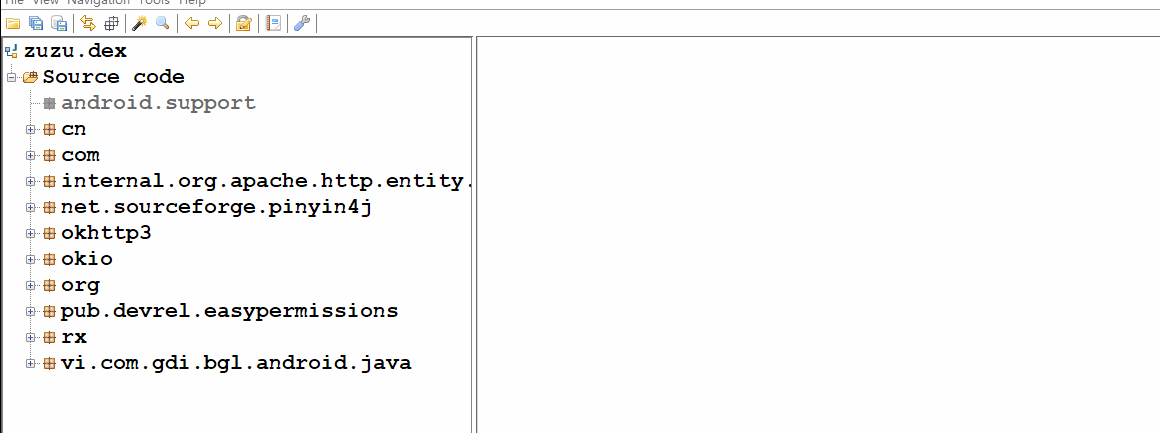 File View Navigation Tools Help
zuzu.dex
Source code
android.support
cn
com
internal.org.apache.http.entity.
net.sourceforge.pinyin4j
okhttp3
okio
org
pub.devrel.easypermissions
rx
vi.com.gdi.bgl.android.java